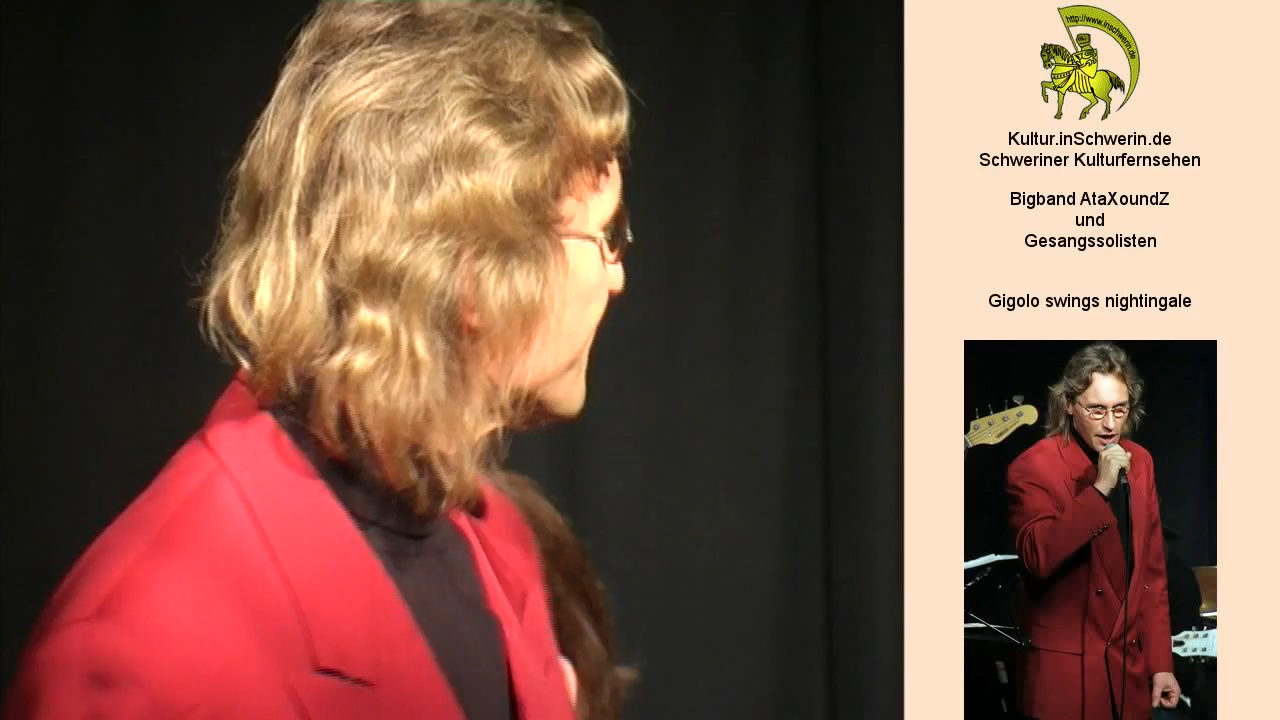 http://www.inschwerin.de
Kultur.inSchwerin.de
Schweriner Kulturfernsehen
Bigband AtaXoundZ
und
Gesangssolisten
Gigolo swings nightingale